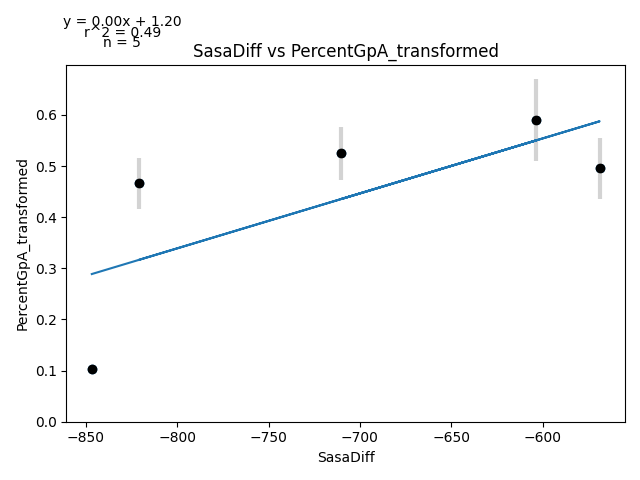 y = 0.00x + 1.20
r^2 = 0.49
n = 5
SasaDiff vs PercentGpA_transformed
PercentGpA_transformed
0.6
0.5
0.4
0.3
0.2
0.1
0.0
−850
−800
−750
−700
−650
−600
SasaDiff